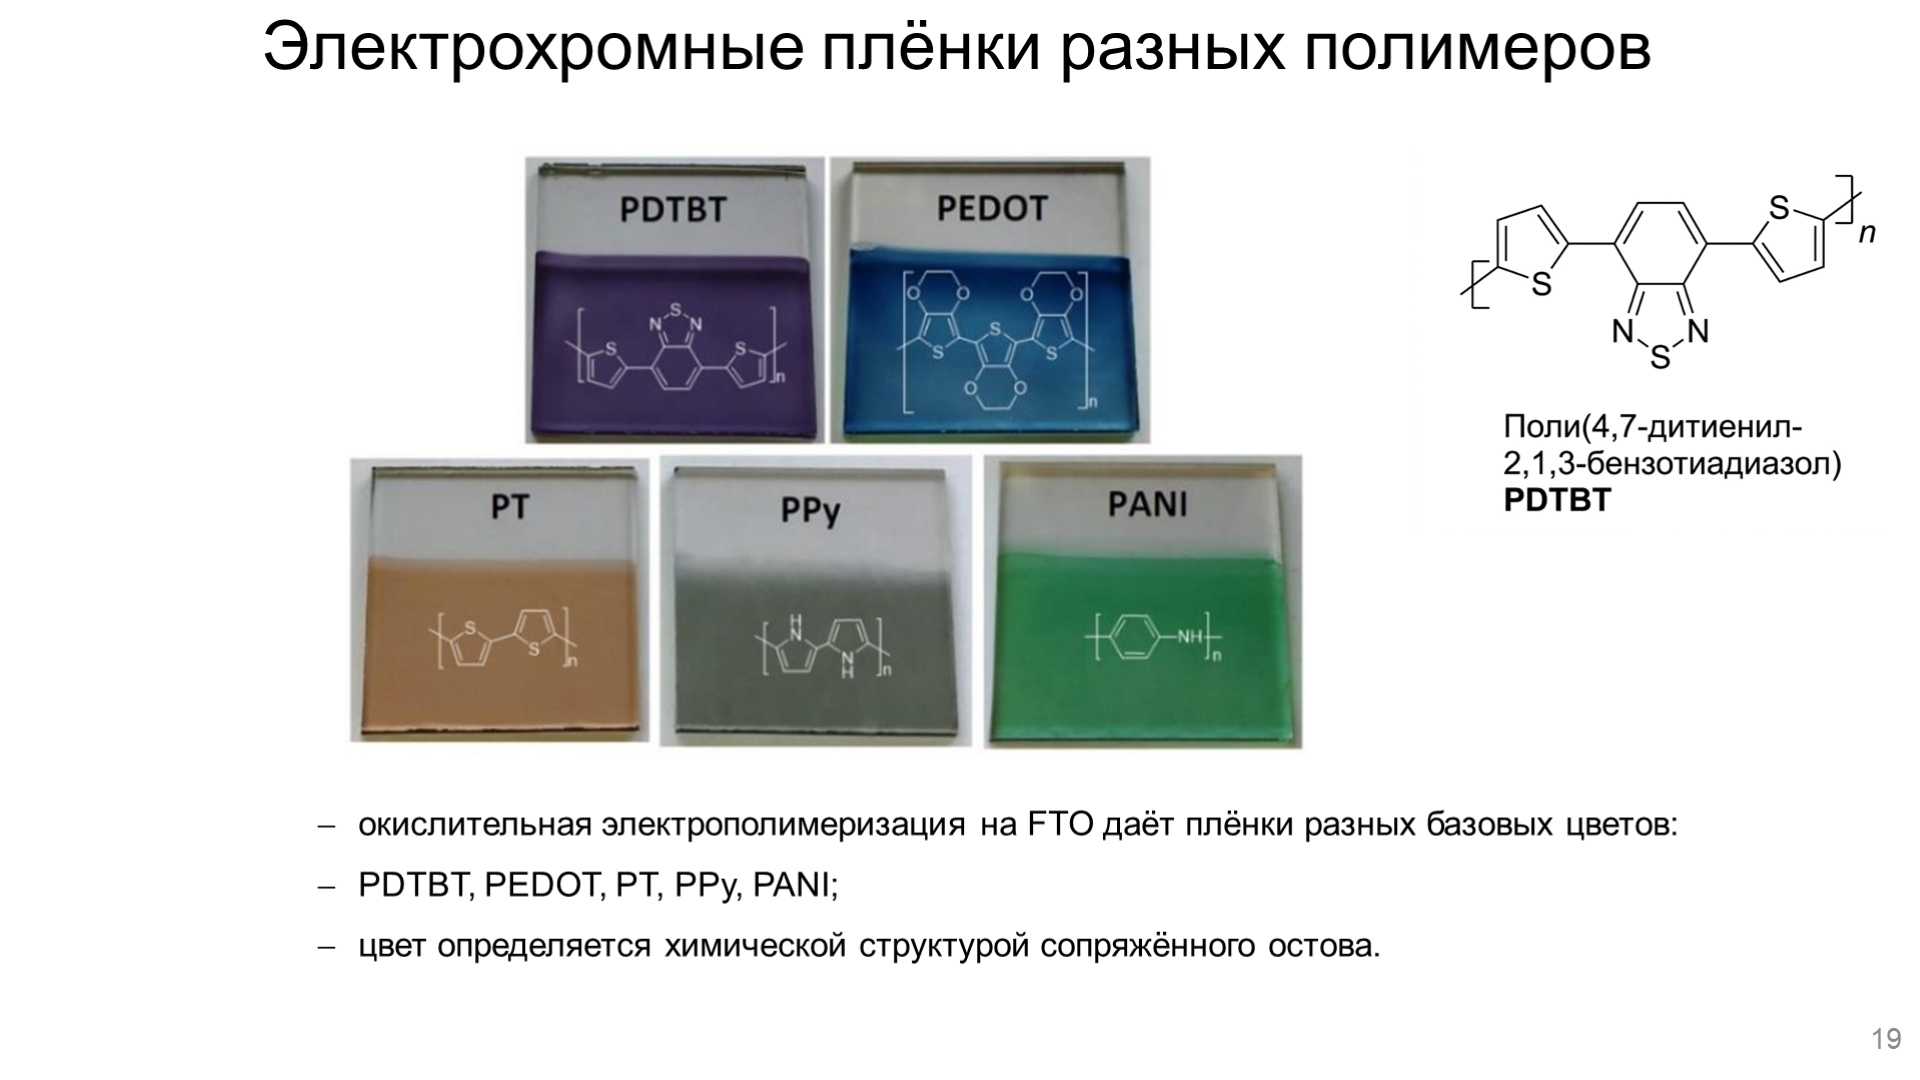 Электрохромные плёнки разных полимеров
PDTBT
PEDOT
N S N
S S
n
O O O O
S S S
O O
n
S
S
N N
S
n
Поли(4,7-дитиенил-
2,1,3-бензотиадиазол)
PDTBT
PT
PPy
PANI
S
S
n
H
N
N
H
n
NH
n
– окислительная электрополимеризация на FTO даёт плёнки разных базовых цветов:
– PDTBT, PEDOT, PT, PPy, PANI;
– цвет определяется химической структурой сопряжённого остова.
19